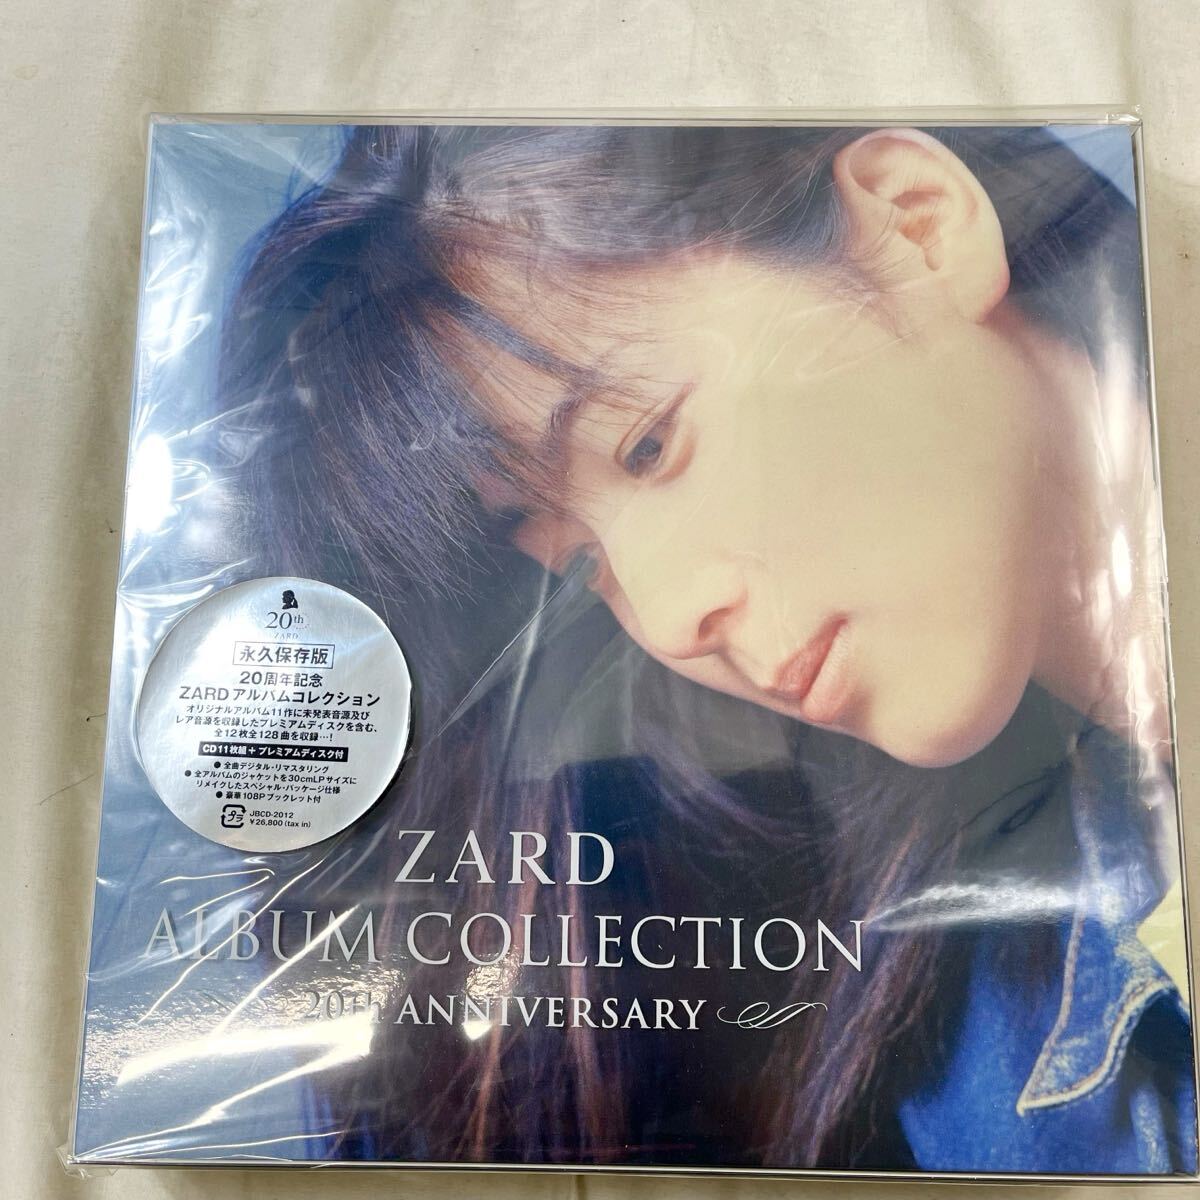 20th
ZARD
永久保存版
20周年記念
ZARDアルバムコレクション
オリジナルアルバム11作に未発表音源及び
レア音源を収録したプレミアムディスクを含む、
全12枚全128曲を収録…!
CD11枚組+プレミアムディスク付
●全曲デジタル・リマスタリング
●全アルバムのジャケットを30cmLPサイズに
リメイクしたスペシャル・パッケージ仕様
●豪華108Pブックレット付
プラ
JBCD-2012
¥26,800(tax in)
ZARD
ALBUM COLLECTION
20th ANNIVERSARY